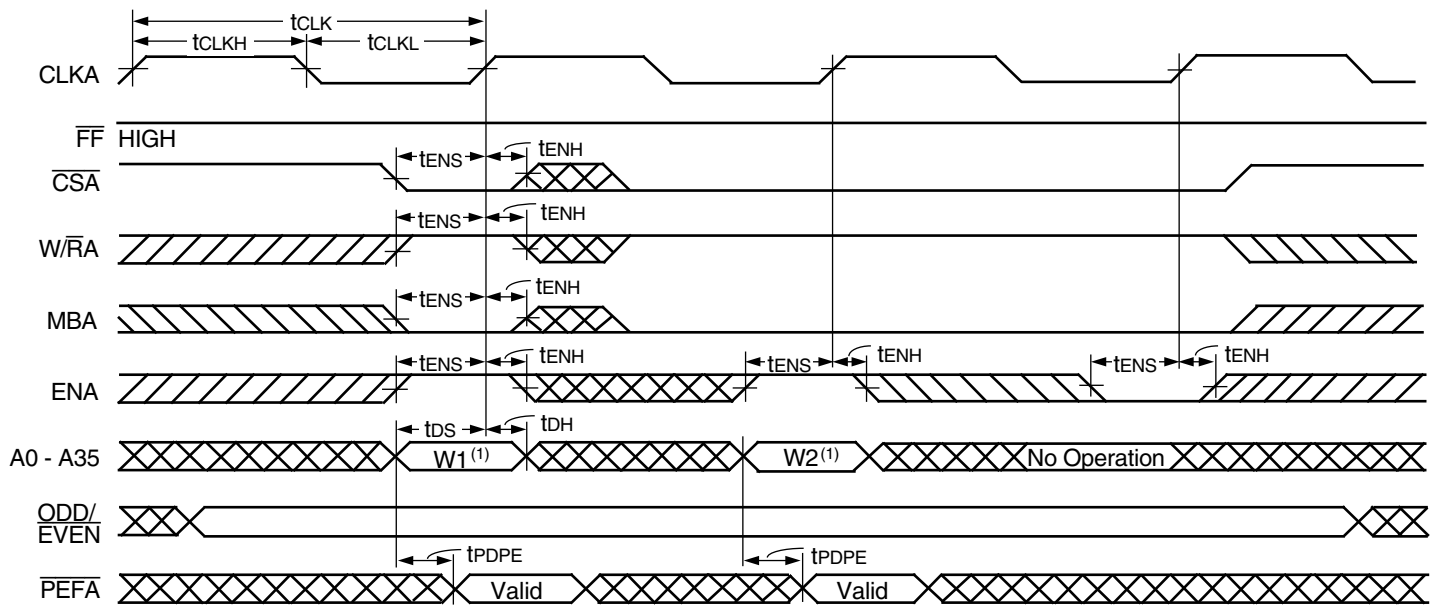 tCLK
tCLKH tCLKL
CLKA
FF HIGH
tENS tENH
CSA
tENS tENH
W/RA
tENS tENH
MBA
tENS tENH tENS tENH tENS tENH
ENA
tDS tDH
A0 - A35 W1(1) W2(1) No Operation
ODD/
EVEN
tPDPE tPDPE
PEFA Valid Valid